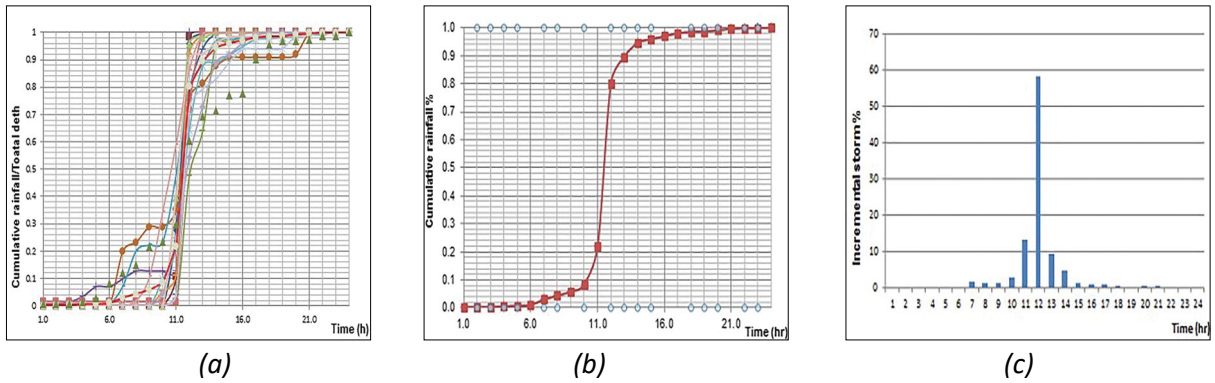 Cumulative rainfall/Toatal deth
1
0.9
0.8
0.7
0.6
0.5
0.4
0.3
0.2
0.1
0
1.0 6.0 11.0 16.0 21.0
Time (h)
(a)
Cumulative rainfall %
1.0
0.9
0.8
0.7
0.6
0.5
0.4
0.3
0.2
0.1
0.0
1.0 6.0 11.0 16.0 21.0
Time (hr)
(b)
Incremental storm %
70
60
50
40
30
20
10
0
1 2 3 4 5 6 7 8 9 10 11 12 13 14 15 16 17 18 19 20 21 22 23 24
Time (hr)
(c)